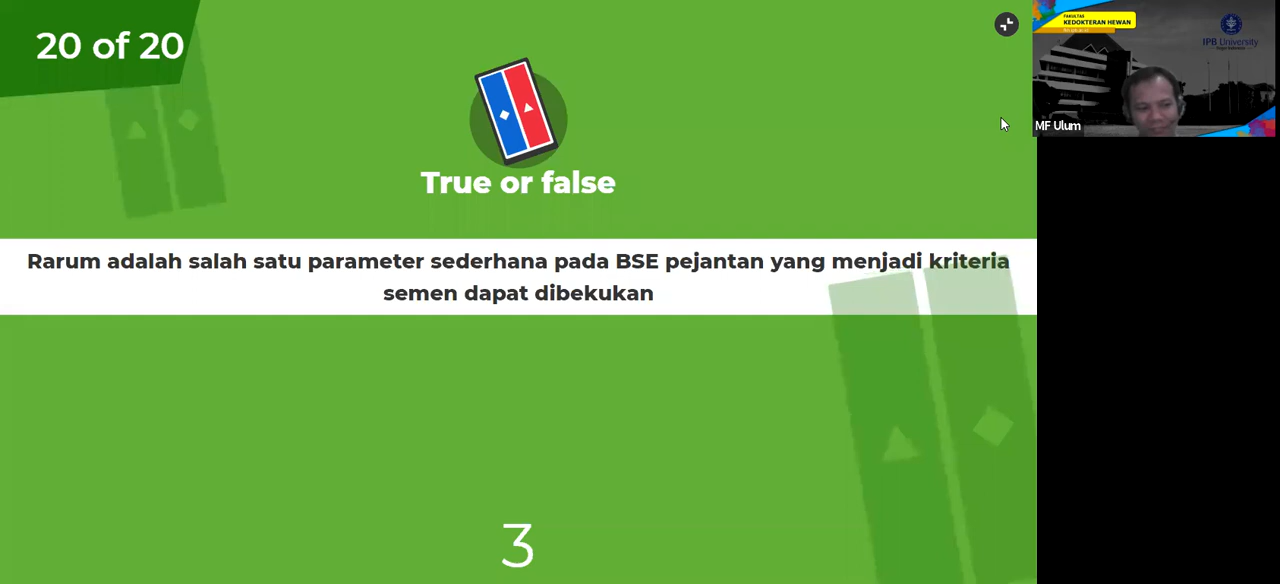 20 of 20
True or false
Rarum adalah salah satu parameter sederhana pada BSE pejantan yang menjadi kriteria
semen dapat dibekukan
3
FAKULTAS
KEDOKTERAN HEWAN
IPB University
MF Ulum